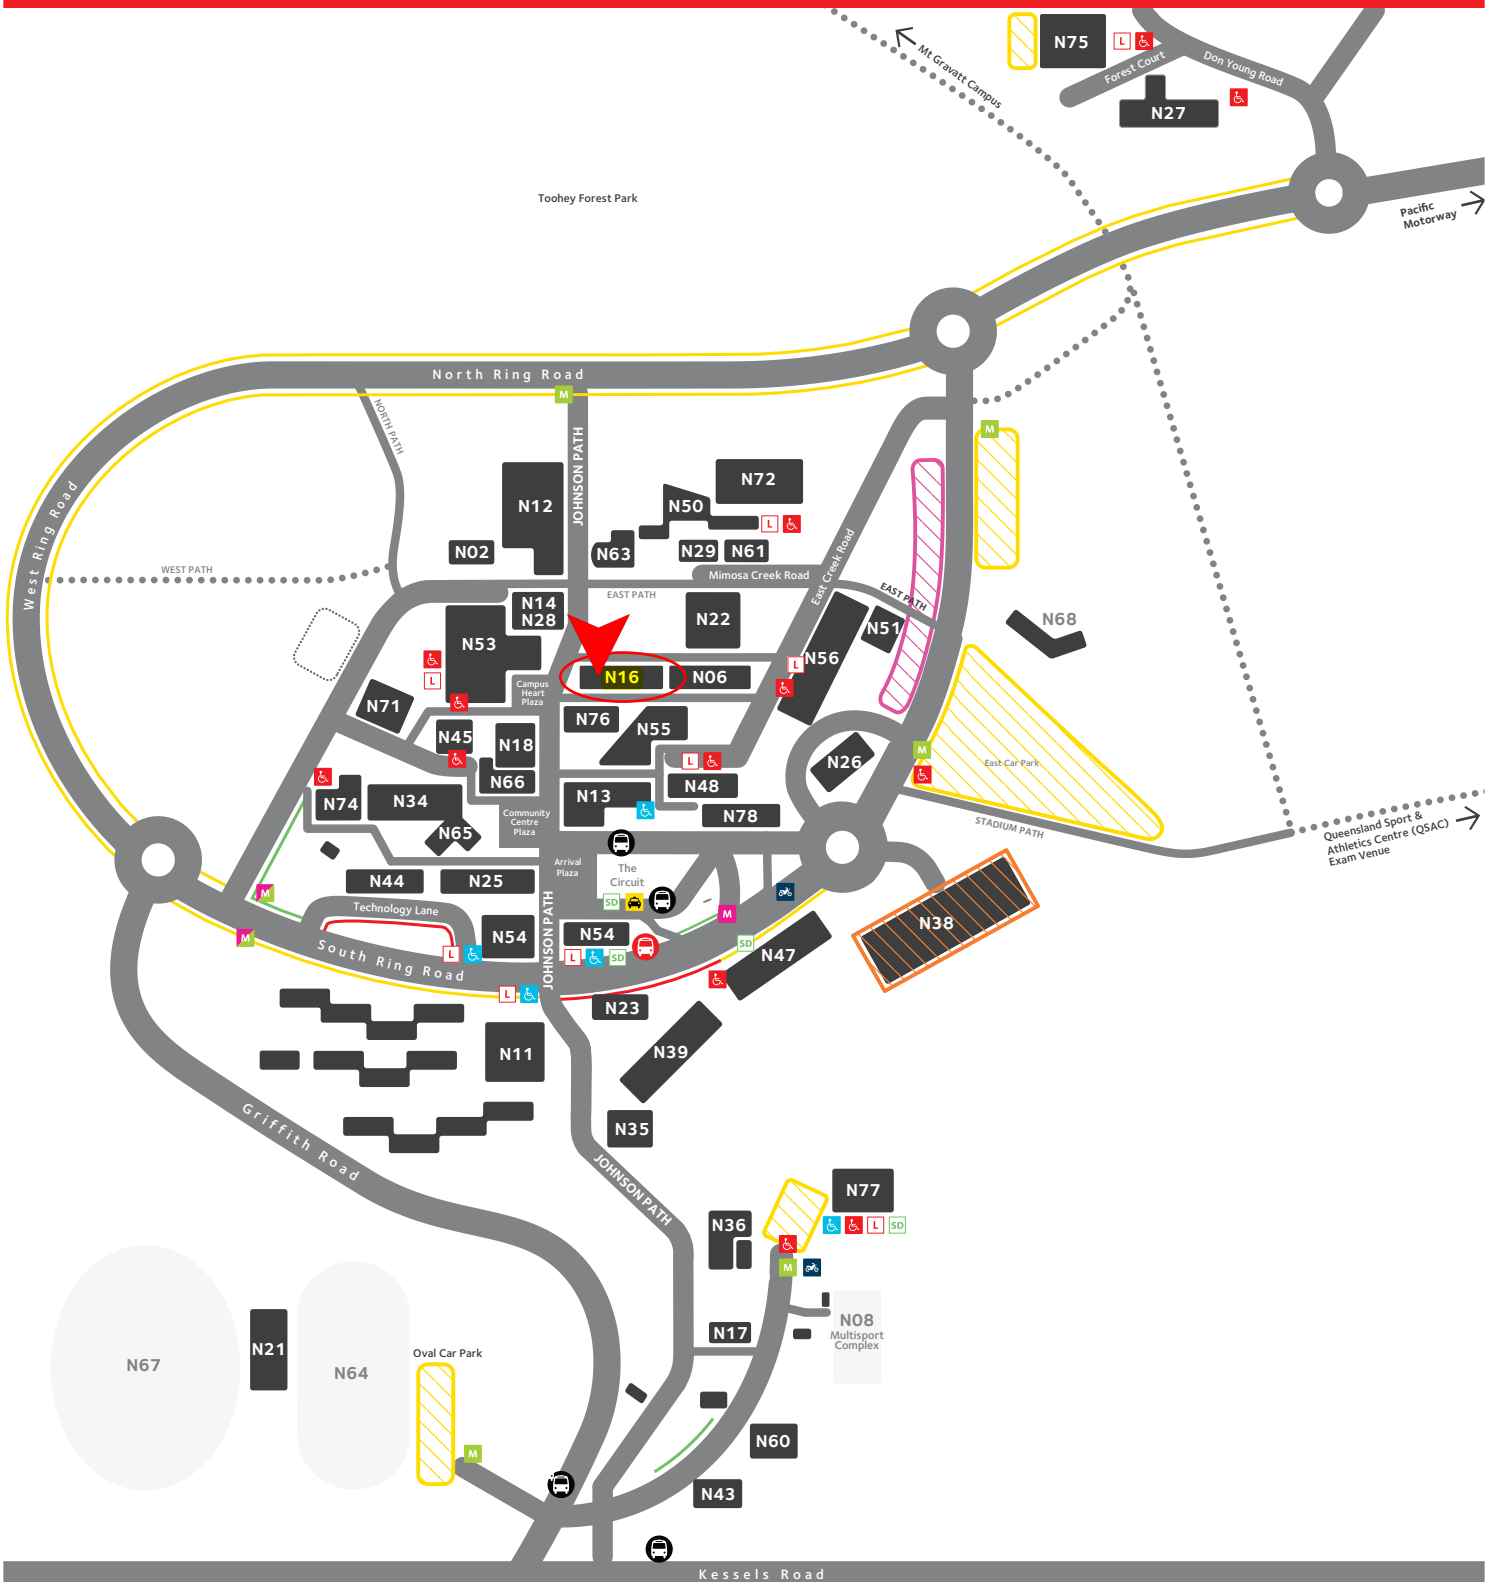 N75
L
Forest Court
Don Young Road
Mt Gravatt Campus
N27
Toohey Forest Park
Pacific
Motorway
North Ring Road
M
NORTH PATH
JOHNSON PATH
M
West Ring Road
WEST PATH
N72
N12
N50
L
N02
N63
N29
N61
Mimosa Creek Road
East Creek Road
EAST PATH
EAST PATH
N14
N28
N22
N51
N68
N53
N56
L
L
N16
N06
Campus
Heart
Plaza
N71
N76
N55
N45
N18
M
N26
East Car Park
L
N66
N48
N74
N34
N13
N78
Community
Centre
Plaza
N65
STADIUM PATH
Queensland Sport &
Athletics Centre (QSAC)
Exam Venue
Arrival
Plaza
The
Circuit
N44
N25
M
SD
Technology Lane
JOHNSON PATH
M
N38
M
N54
N54
SD
South Ring Road
L
L
SD
N47
L
N23
N11
N39
Griffith Road
N35
JOHNSON PATH
N77
N36
L
SD
M
N08
Multisport
Complex
N17
N21
N67
N64
Oval Car Park
N60
M
N43
Kessels Road